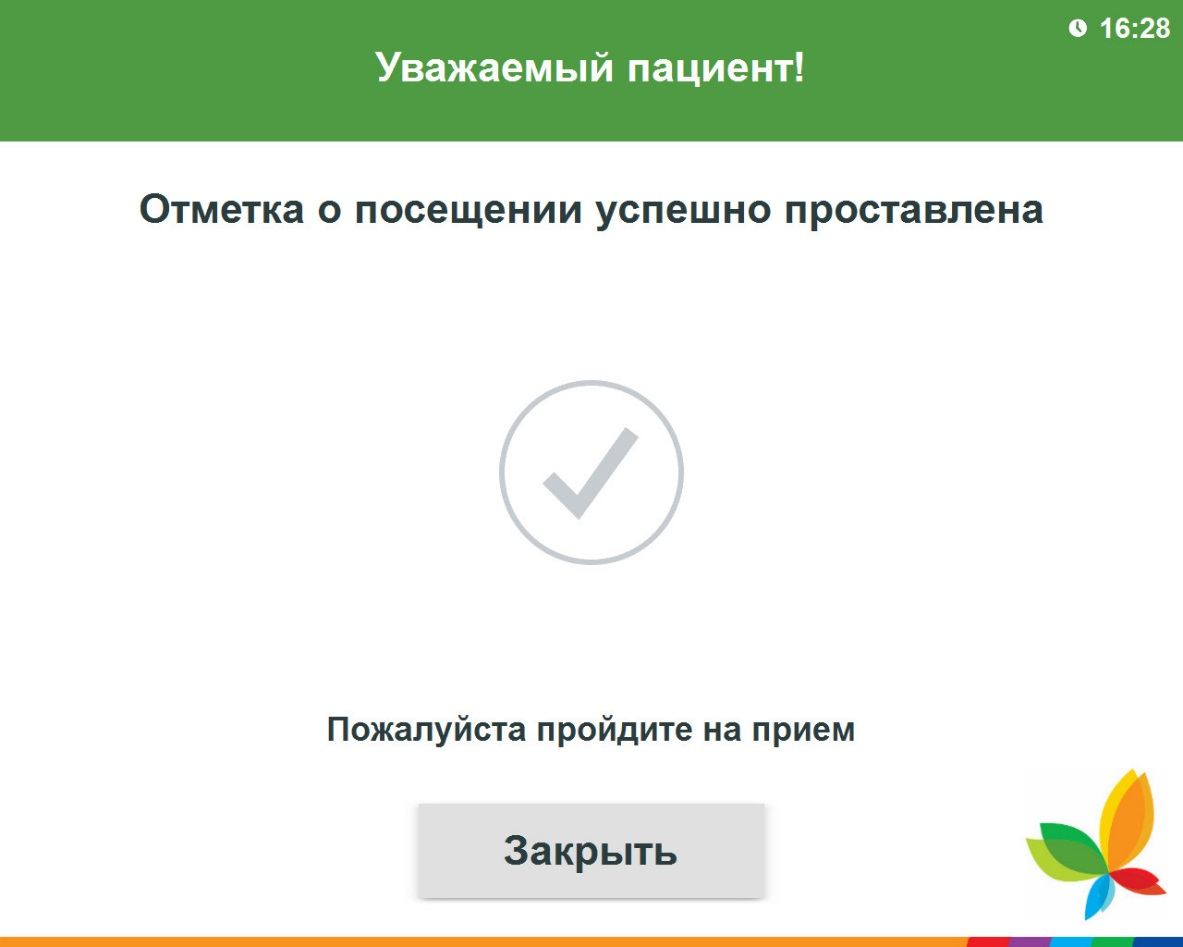 16:28
Уважаемый пациент!
Отметка о посещении успешно проставлена
Пожалуйста пройдите на прием
Закрыть